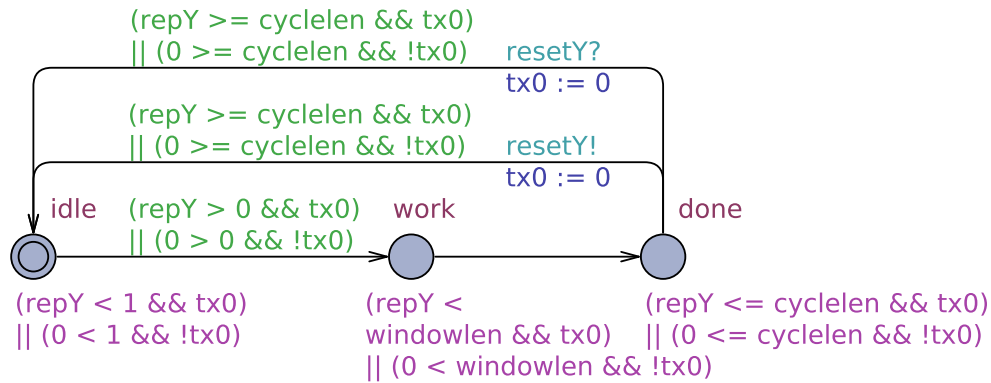 (repY >= cyclelen && tx0)
|| (0 >= cyclelen && !tx0)
resetY?
tx0 := 0
(repY >= cyclelen && tx0)
|| (0 >= cyclelen && !tx0)
resetY!
tx0 := 0
idle
(repY > 0 && tx0)
|| (0 > 0 && !tx0)
work
done
(repY < 1 && tx0)
|| (0 < 1 && !tx0)
(repY <
windowlen && tx0)
|| (0 < windowlen && !tx0)
(repY <= cyclelen && tx0)
|| (0 <= cyclelen && !tx0)